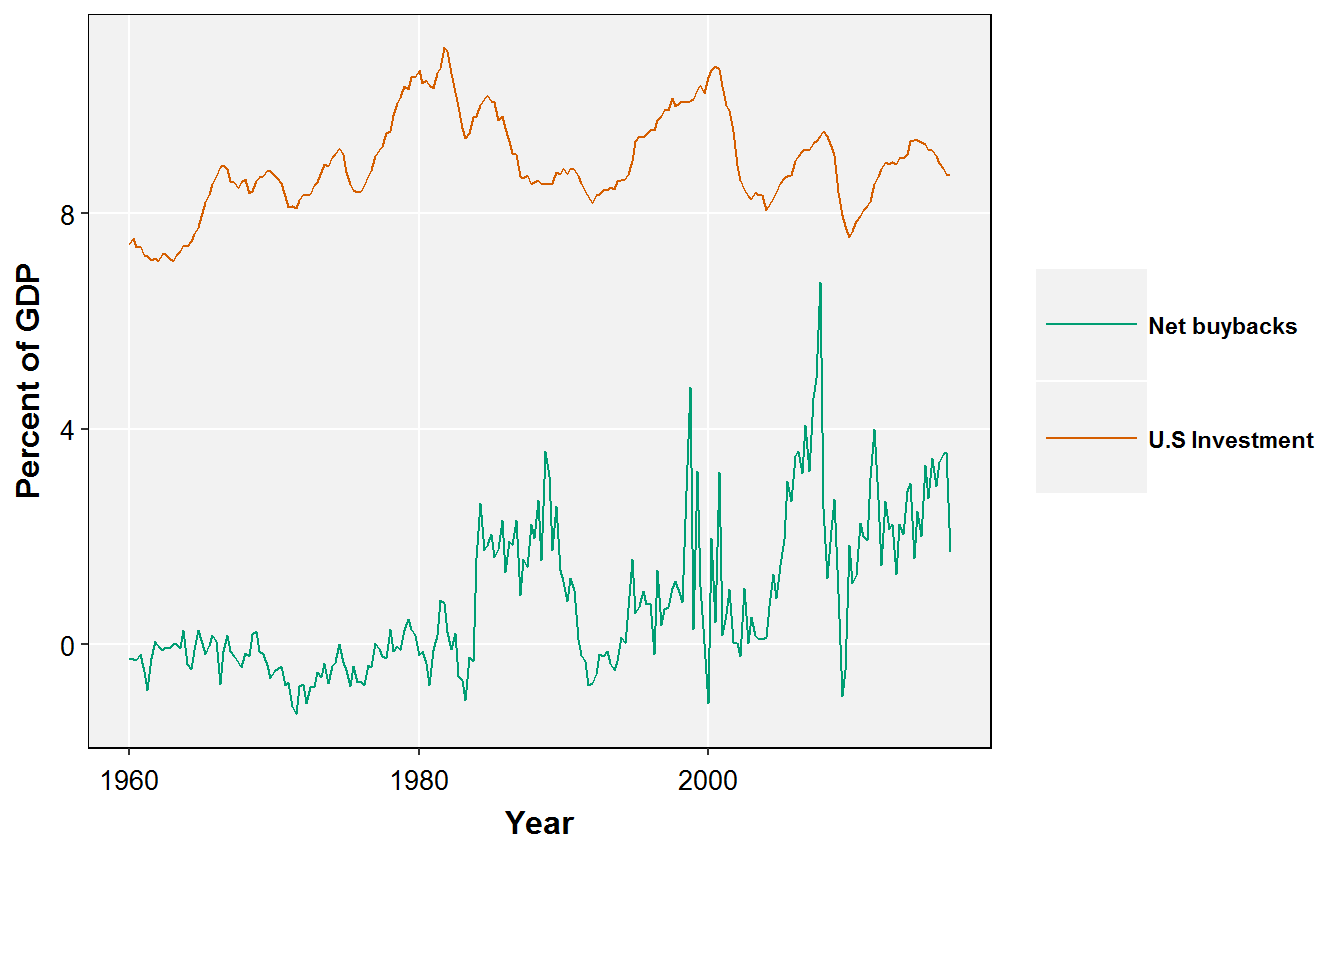 Percent of GDP
8
4
0
1960
1980
2000
Year
Net buybacks
U.S Investment